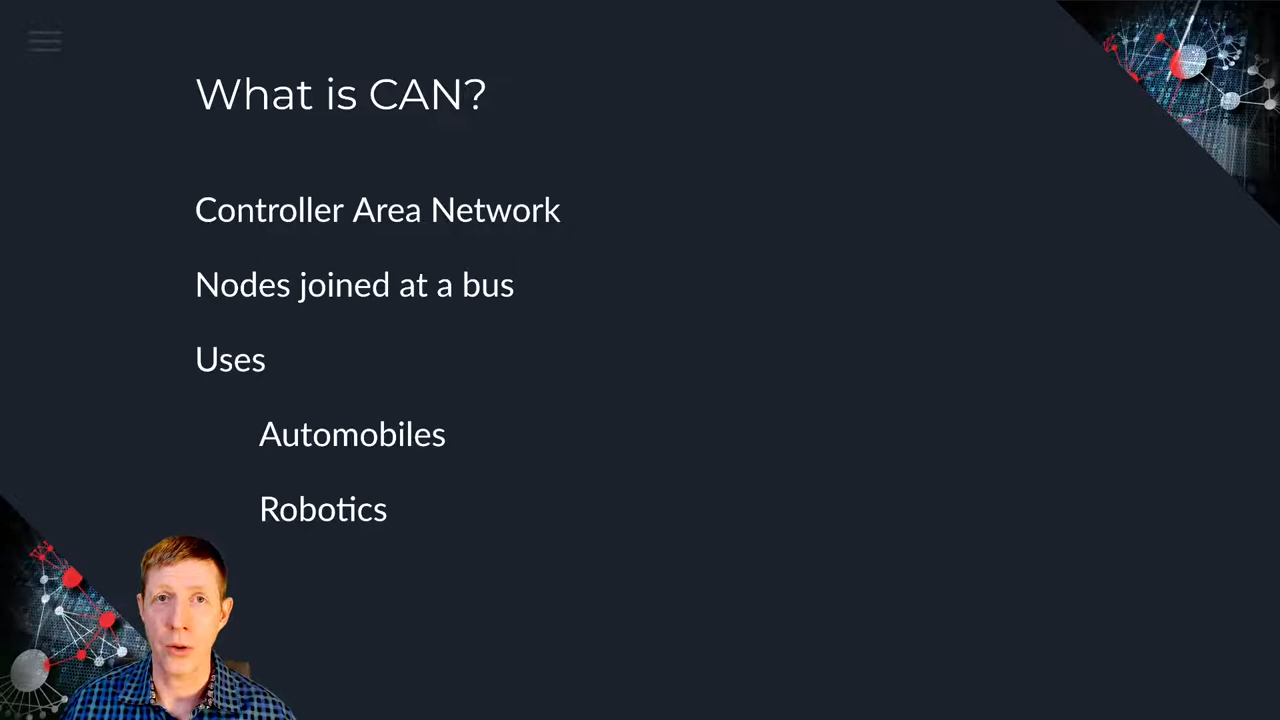 What is CAN?
Controller Area Network
Nodes joined at a bus
Uses
Automobiles
Robotics